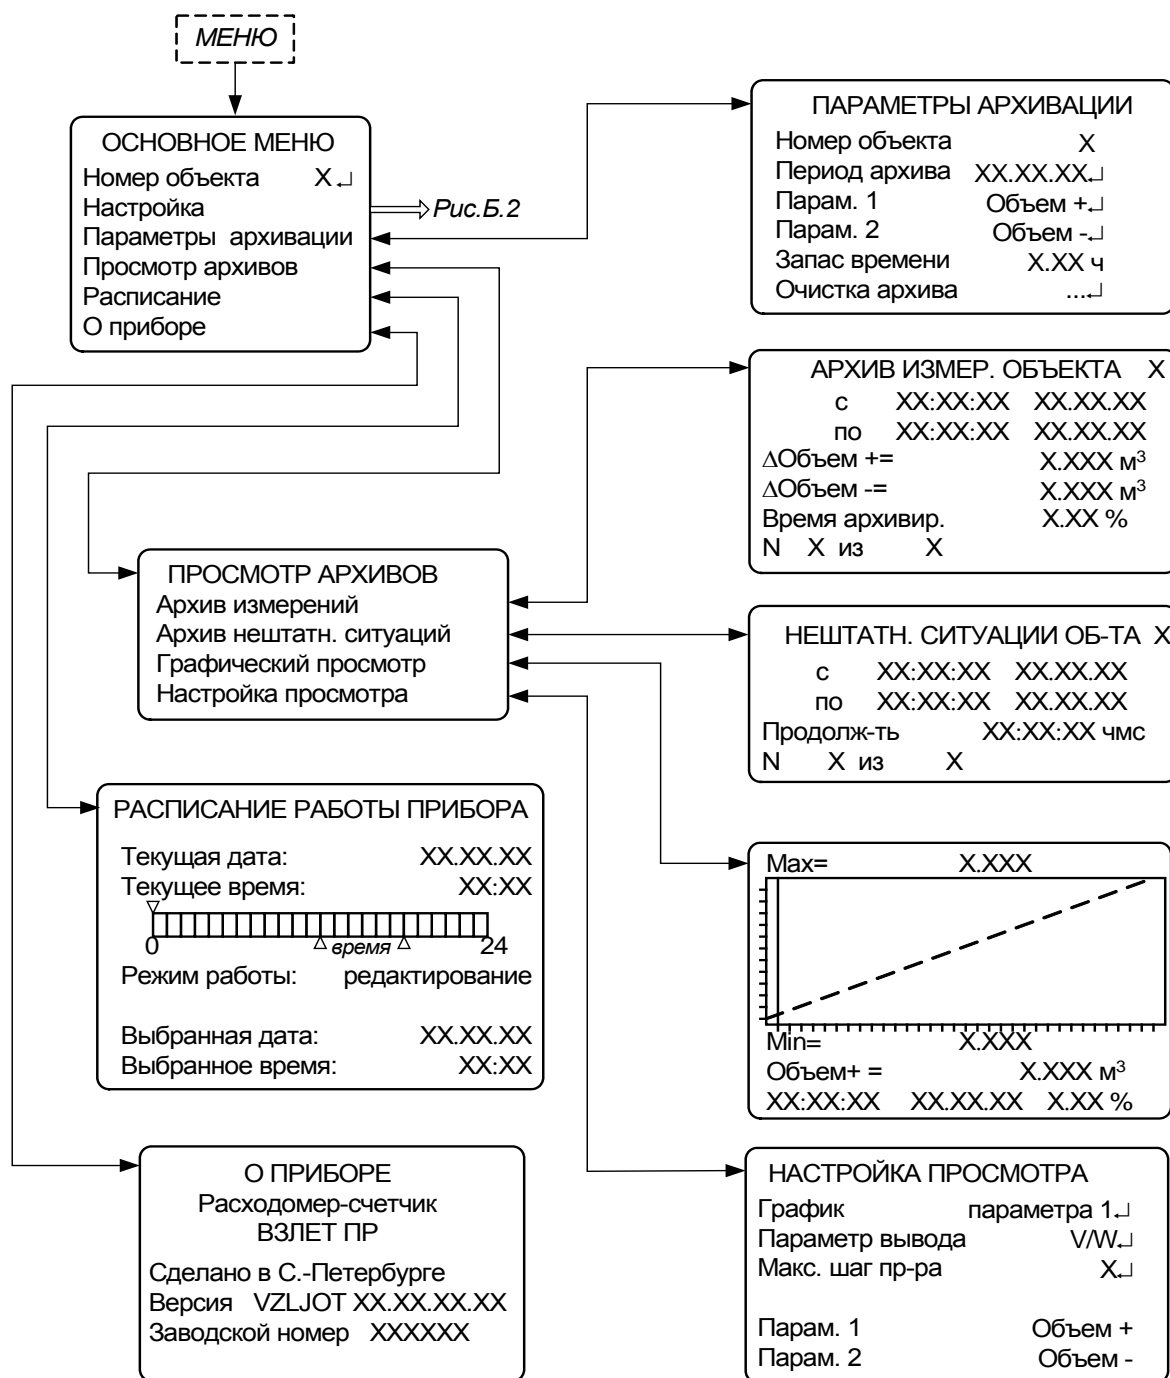 МЕНЮ
ОСНОВНОЕ МЕНЮ
Номер объекта X
Настройка
Параметры архивации
Просмотр архивов
Расписание
О приборе
Рис.Б.2
ПАРАМЕТРЫ АРХИВАЦИИ
Номер объекта X
Период архива XX.XX.XX
Парам. 1 Объем +
Парам. 2 Объем -
Запас времени X.XX ч
Очистка архива ...
АРХИВ ИЗМЕР. ОБЪЕКТА X
с XX:XX:XX XX.XX.XX
по XX:XX:XX XX.XX.XX
∆Объем += X.XXX м³
∆Объем -= X.XXX м³
Время архивир. X.XX %
N X из X
ПРОСМОТР АРХИВОВ
Архив измерений
Архив нештатн. ситуаций
Графический просмотр
Настройка просмотра
НЕШТАТН. СИТУАЦИИ ОБ-ТА X
с XX:XX:XX XX.XX.XX
по XX:XX:XX XX.XX.XX
Продолж-ть XX:XX:XX чмс
N X из X
РАСПИСАНИЕ РАБОТЫ ПРИБОРА
Текущая дата: XX.XX.XX
Текущее время: XX:XX
0 время 24
Режим работы: редактирование
Выбранная дата: XX.XX.XX
Выбранное время: XX:XX
Max= X.XXX
Min= X.XXX
Объем+ = X.XXX м³
XX:XX:XX XX.XX.XX X.XX %
О ПРИБОРЕ
Расходомер-счетчик
ВЗЛЕТ ПР
Сделано в С.-Петербурге
Версия VZLJOT XX.XX.XX.XX
Заводской номер XXXXXX
НАСТРОЙКА ПРОСМОТРА
График параметра 1
Параметр вывода V/W
Макс. шаг пр-ра X
Парам. 1 Объем +
Парам. 2 Объем -